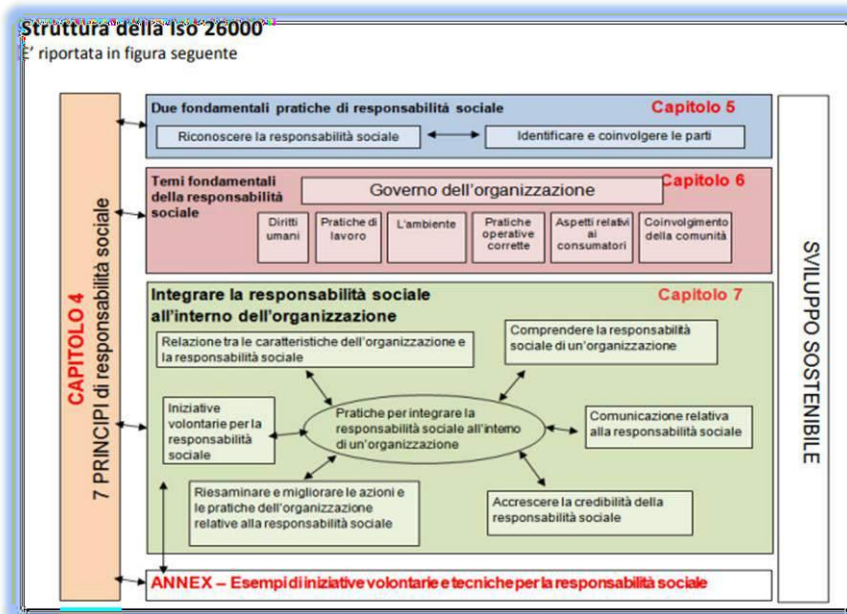 Struttura della Iso 26000
E' riportata in figura seguente
CAPITOLO 4
7 PRINCIPI di responsabilità sociale
Due fondamentali pratiche di responsabilità sociale
Capitolo 5
Riconoscere la responsabilità sociale
Identificare e coinvolgere le parti
Temi fondamentali
della responsabilità
sociale
Capitolo 6
Governo dell'organizzazione
Diritti
umani
Pratiche di
lavoro
L'ambiente
Pratiche
operative
corrette
Aspetti relativi
ai
consumatori
Coinvolgimento
della comunità
Integrare la responsabilità sociale
all'interno dell'organizzazione
Capitolo 7
Relazione tra le caratteristiche dell'organizzazione e
la responsabilità sociale
Comprendere la responsabilità
sociale di un'organizzazione
Iniziative
volontarie per la
responsabilità
sociale
Pratiche per integrare la
responsabilità sociale all'interno
di un'organizzazione
Comunicazione relativa
alla responsabilità sociale
Riesaminare e migliorare le azioni e
le pratiche dell'organizzazione
relative alla responsabilità sociale
Accrescere la credibilità della
responsabilità sociale
ANNEX – Esempi di iniziative volontarie e tecniche per la responsabilità sociale
SVILUPPO SOSTENIBILE